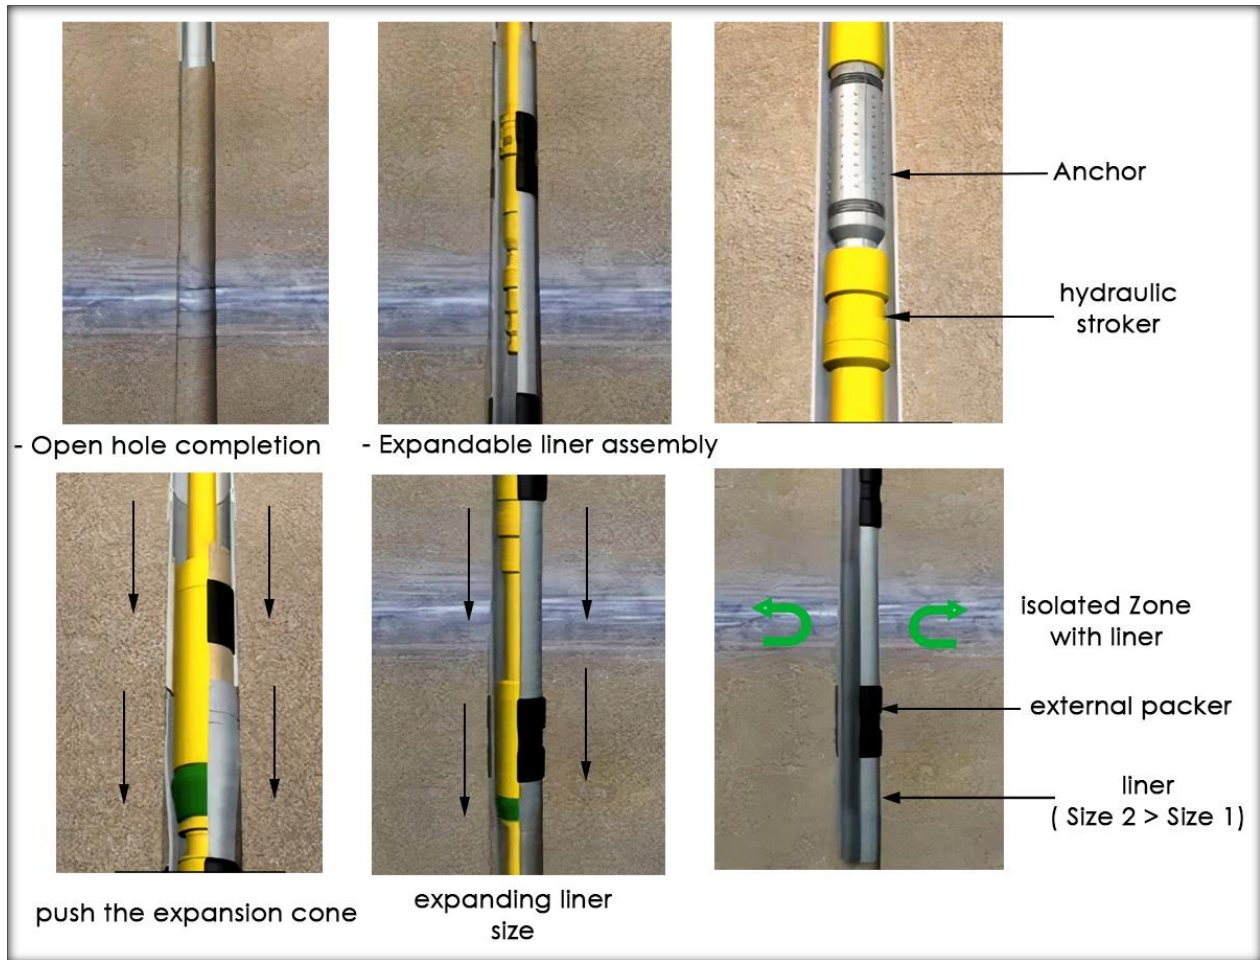 Anchor
hydraulic
stroker
- Open hole completion
- Expandable liner assembly
isolated Zone
with liner
external packer
liner
( Size 2 > Size 1)
push the expansion cone
expanding liner
size